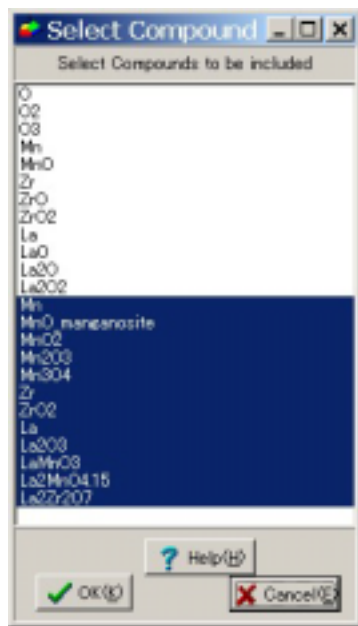 Select Compound
Select Compounds to be included
O
O2
O3
Mn
MnO
Zr
ZrO
ZrO2
La
LaO
La2O
La2O2
Mn
MnO_manganosite
MnO2
Mn2O3
Mn3O4
Zr
ZrO2
La
La2O3
LaMnO3
La2MnO4.15
La2Zr2O7
Help(H)
OK(K)
Cancel(E)